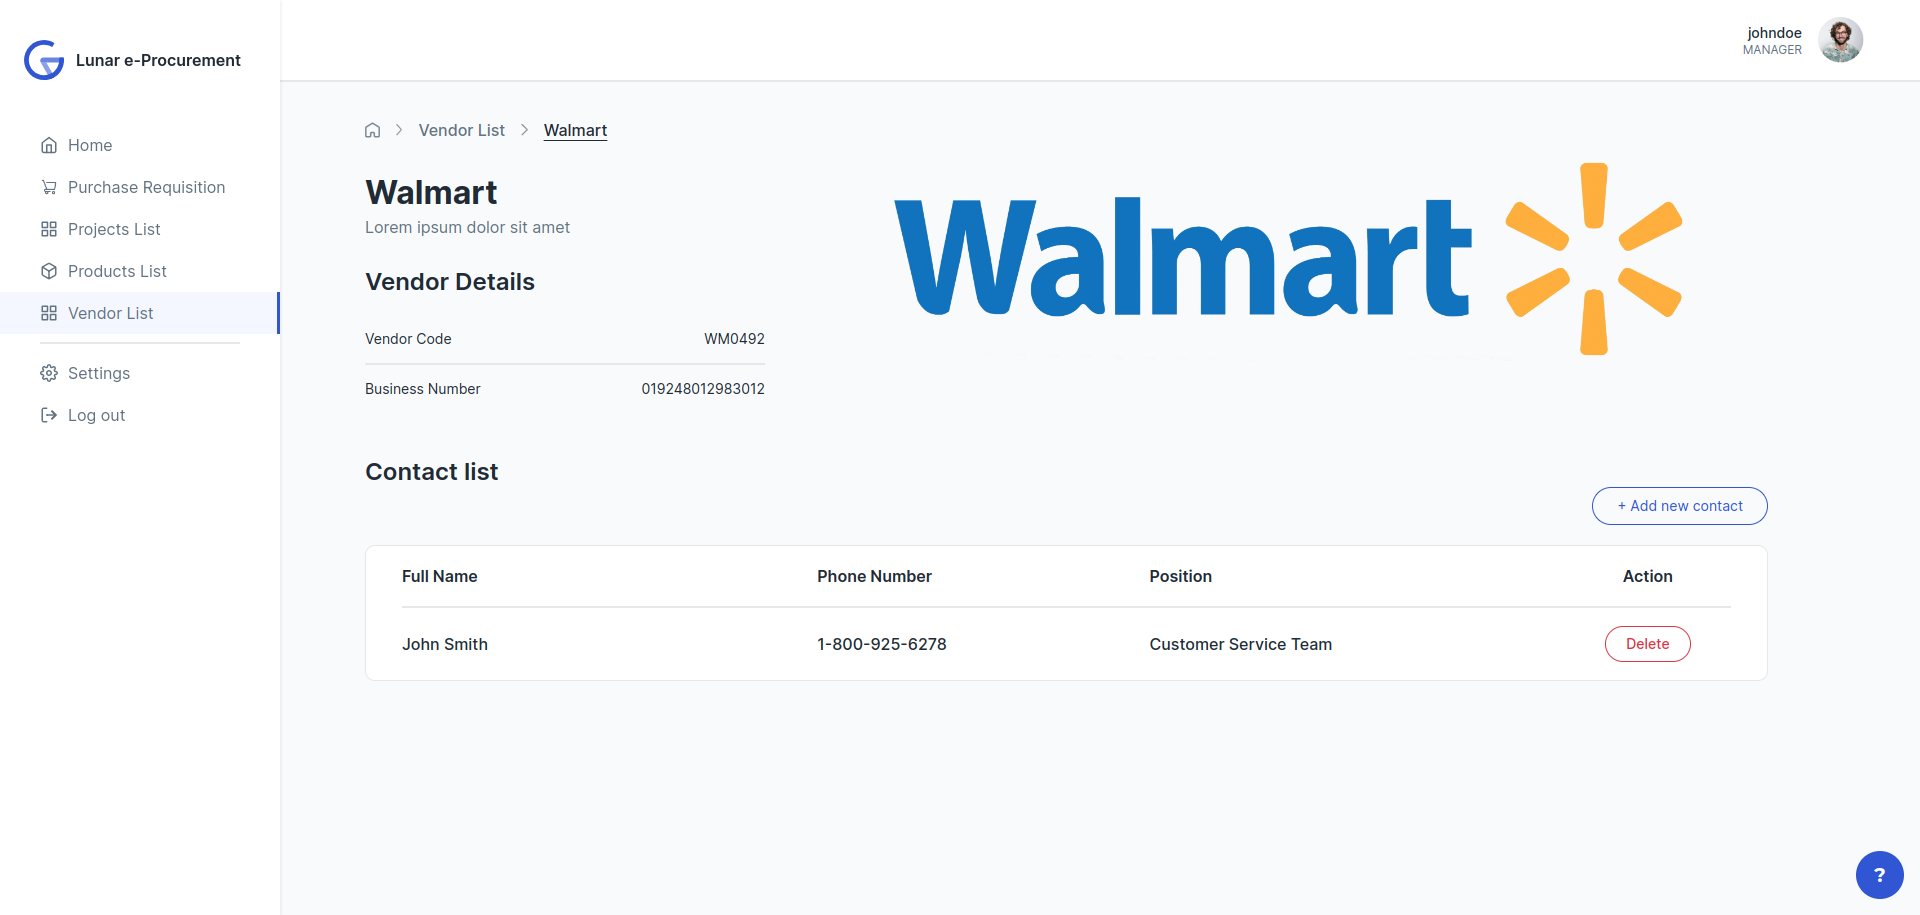 Lunar e-Procurement
johndoe
MANAGER
Home
Purchase Requisition
Projects List
Products List
Vendor List
Settings
Log out
Vendor List
Walmart
Walmart
Lorem ipsum dolor sit amet
Walmart
Vendor Details
Vendor Code WM0492
Business Number 019248012983012
Contact list
+ Add new contact
Full Name Phone Number Position Action
John Smith 1-800-925-6278 Customer Service Team Delete
?